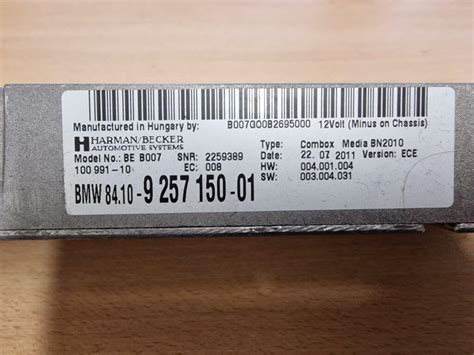 Manufactured in Hungary by: B007G00B2695000 12Volt (Minus on Chassis)
HARMAN/BECKER
AUTOMOTIVE SYSTEMS
Type: Combox Media BN2010
Model No.: BE B007 SNR: 2259389 Date: 22. 07 2011 Version: ECE
100 991-10 EC: 008 HW: 004.001.004
SW: 003.004.031
BMW 84.10-9 257 150-01